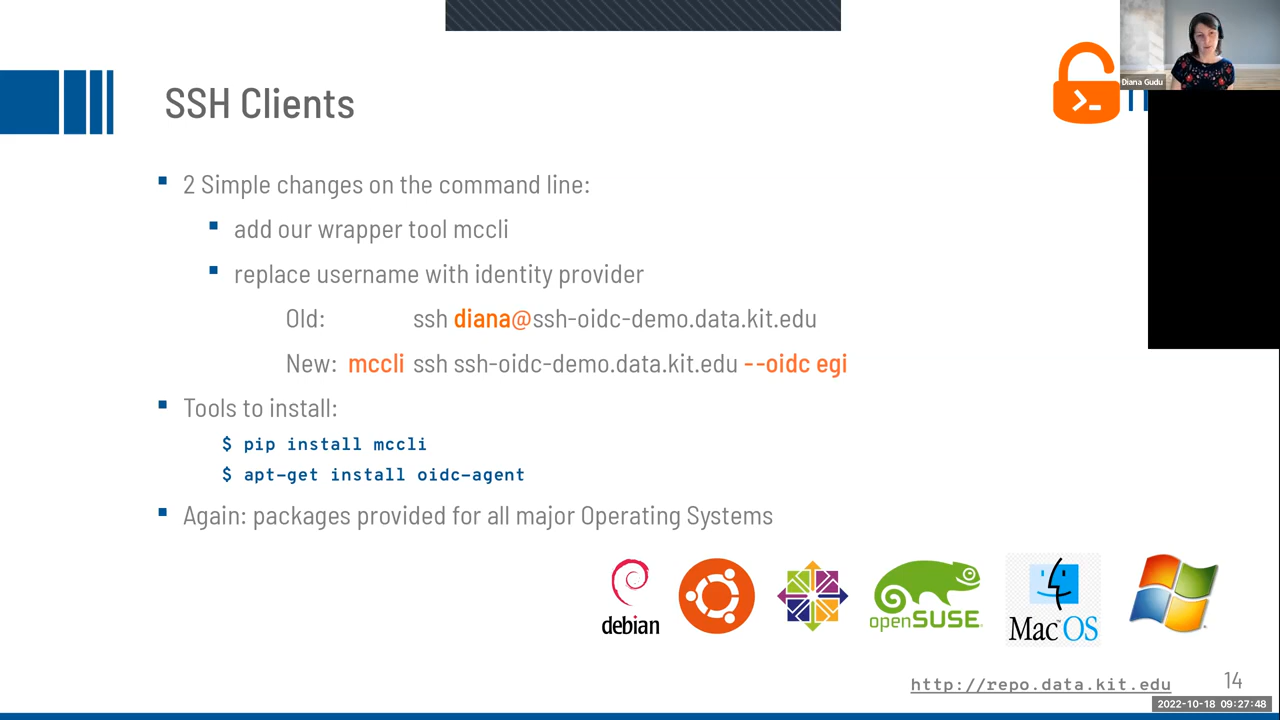 Diana Gudu
SSH Clients
2 Simple changes on the command line:
add our wrapper tool mccli
replace username with identity provider
Old: ssh diana@ssh-oidc-demo.data.kit.edu
New: mccli ssh ssh-oidc-demo.data.kit.edu --oidc egi
Tools to install:
$ pip install mccli
$ apt-get install oidc-agent
Again: packages provided for all major Operating Systems
debian
openSUSE
Mac OS
http://repo.data.kit.edu
14
2022-10-18 09:27:48